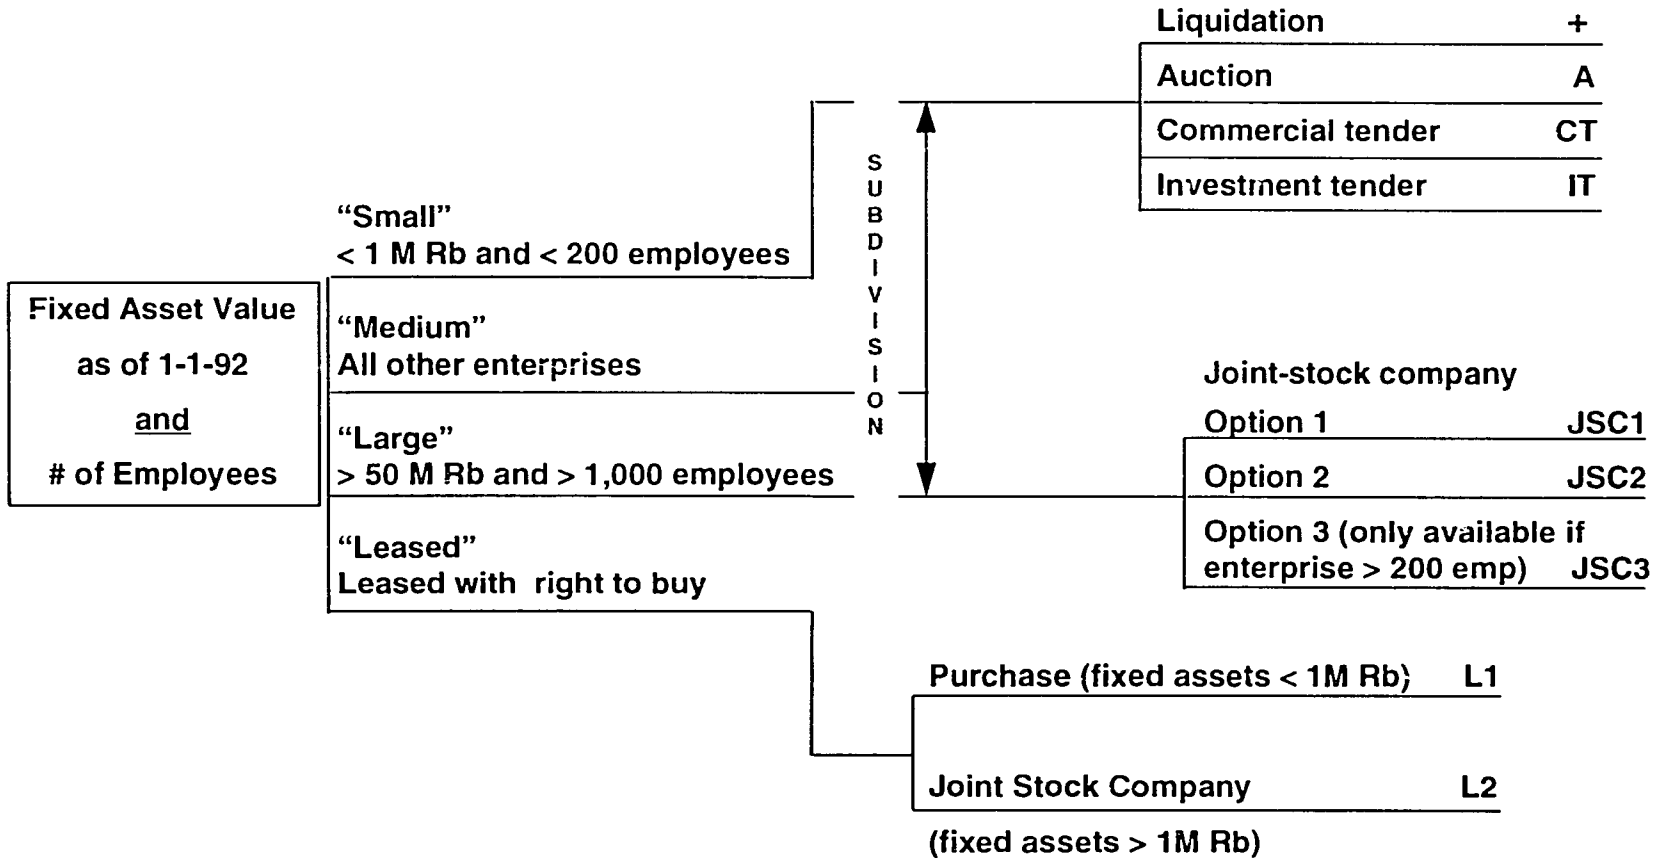 Fixed Asset Value
as of 1-1-92
and
# of Employees
“Small”
< 1 M Rb and < 200 employees
“Medium”
All other enterprises
“Large”
> 50 M Rb and > 1,000 employees
“Leased”
Leased with right to buy
SUBDIVISION
Liquidation +
Auction A
Commercial tender CT
Investment tender IT
Joint-stock company
Option 1 JSC1
Option 2 JSC2
Option 3 (only available if
enterprise > 200 emp) JSC3
Purchase (fixed assets < 1M Rb) L1
Joint Stock Company L2
(fixed assets > 1M Rb)